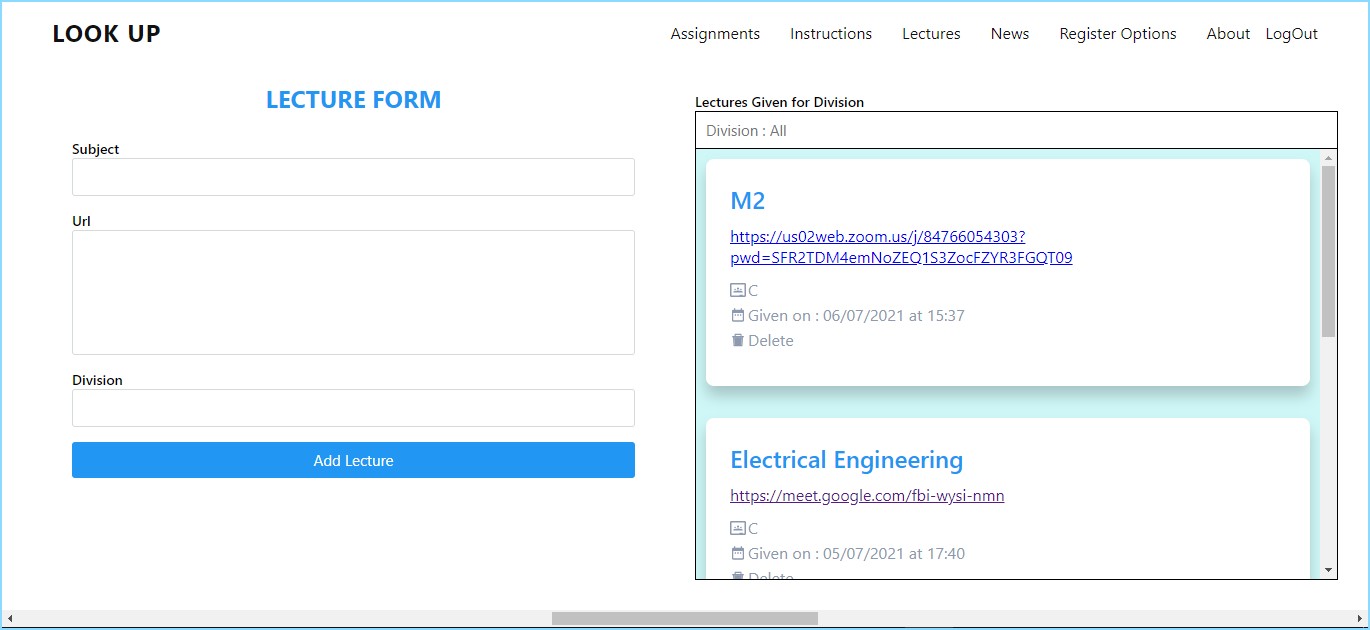 LOOK UP
Assignments Instructions Lectures News Register Options About LogOut
LECTURE FORM
Subject
Url
Division
Add Lecture
Lectures Given for Division
Division : All
M2
https://us02web.zoom.us/j/84766054303?
pwd=SFR2TDM4emNoZEQ1S3ZocFZYR3FGQT09
C
Given on : 06/07/2021 at 15:37
Delete
Electrical Engineering
https://meet.google.com/fbi-wysi-nmn
C
Given on : 05/07/2021 at 17:40
Delete